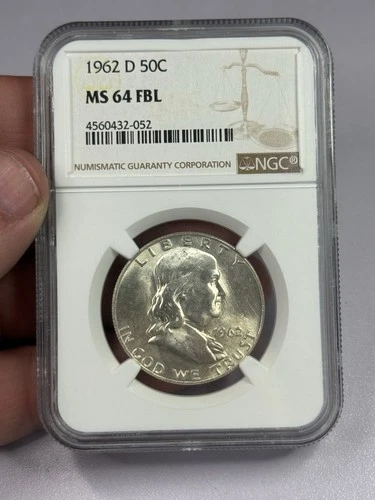 1962 D 50C
MS 64 FBL
4560432-052
NUMISMATIC GUARANTY CORPORATION
NGC®
LIBERTY
1962
IN GOD WE TRUST